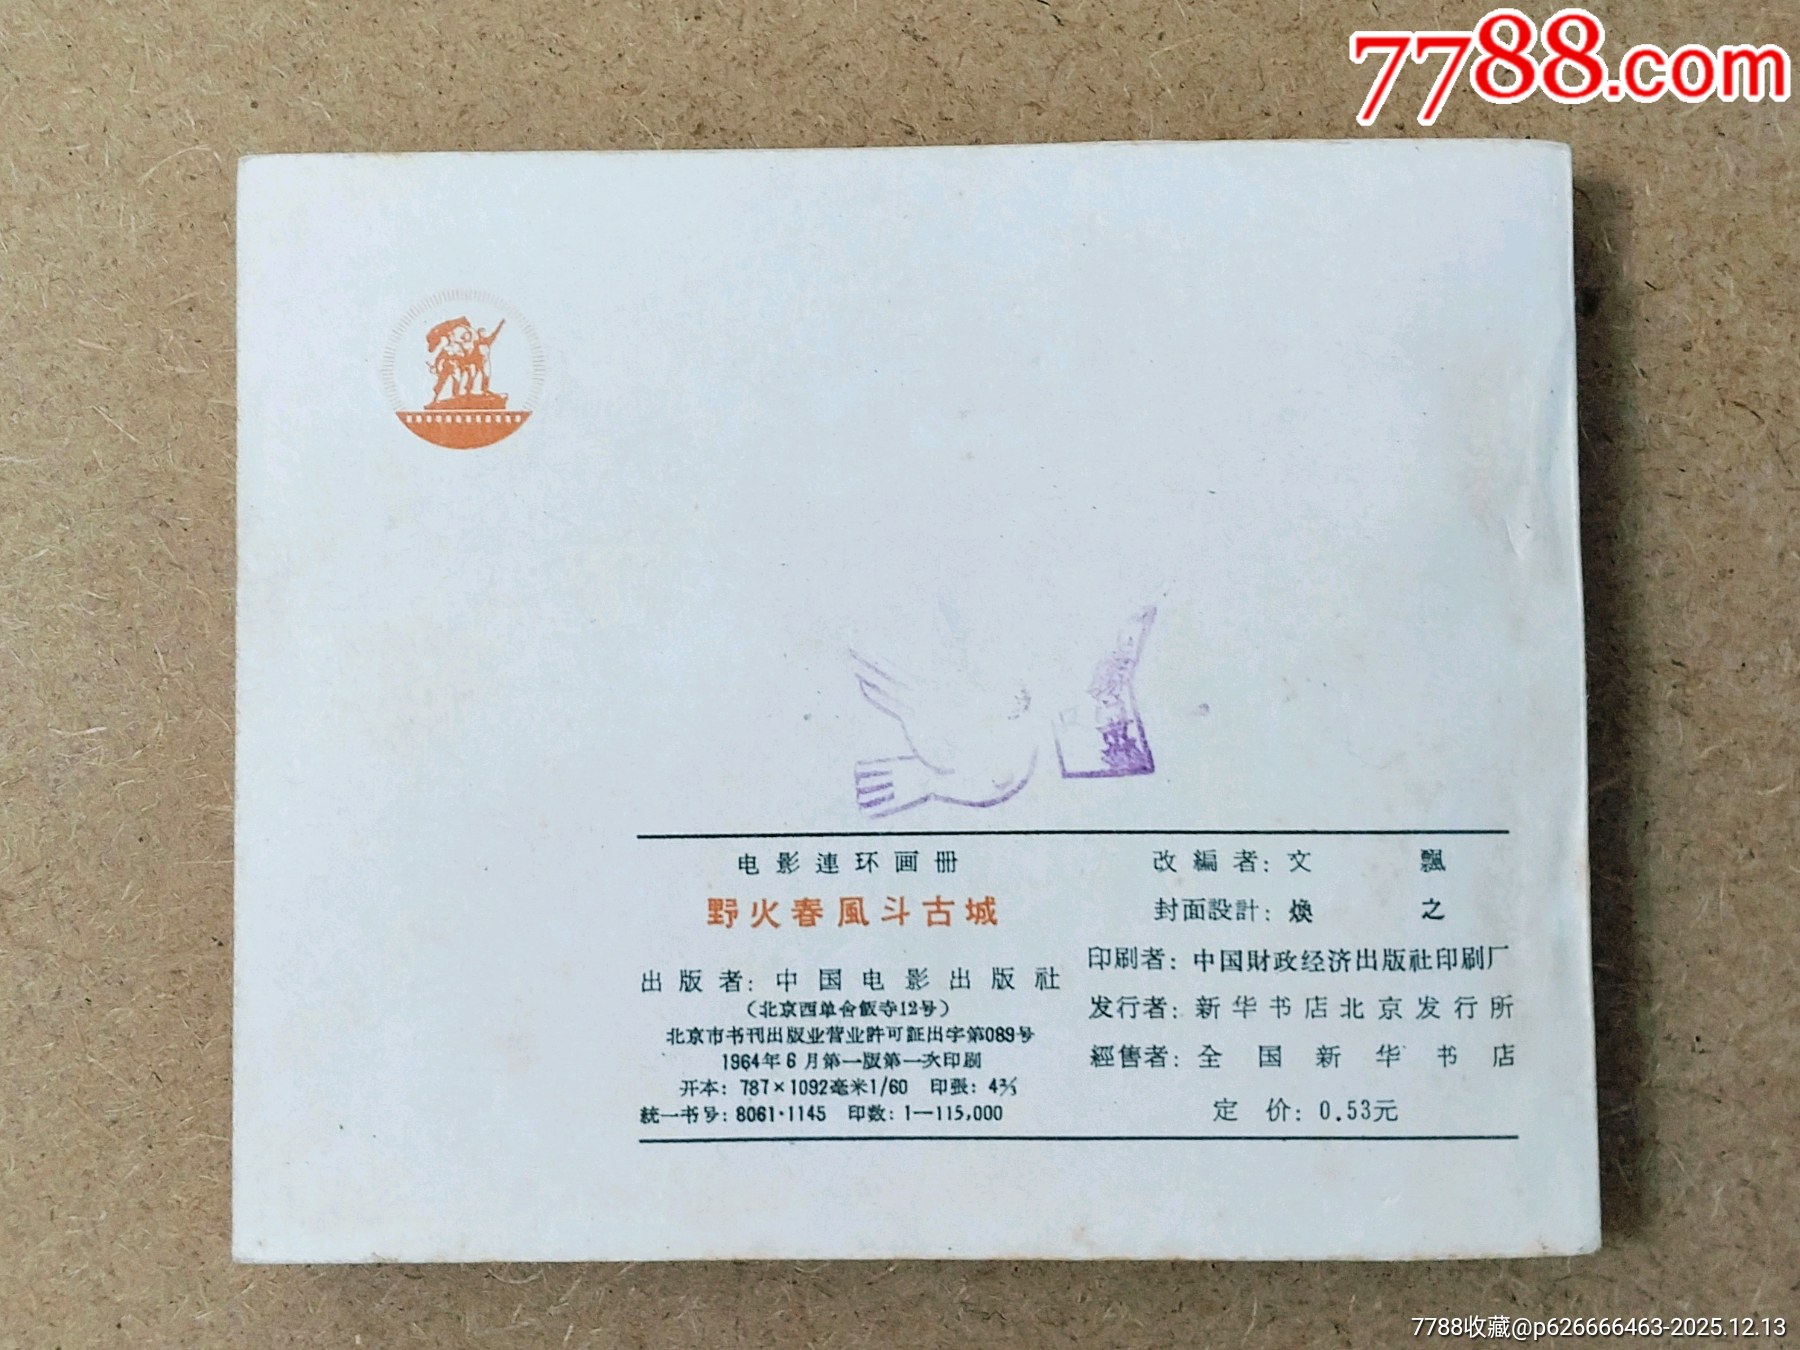 7788.com
电影連环画册
野火春風斗古城
出版者：中国电影出版社
（北京西单舍飯寺12号）
北京市书刊出版业营业許可証出字第089号
1964年6月第一版第一次印刷
开本：787×1092毫米1/60 印張：4⅗
統一书号：8061·1145 印数：1—115,000
改編者：文 飄
封面設計：煥 之
印刷者：中国財政经济出版社印刷厂
发行者：新华书店北京发行所
經售者：全国新华书店
定价：0.53元
7788收藏@p626666463-2025.12.13